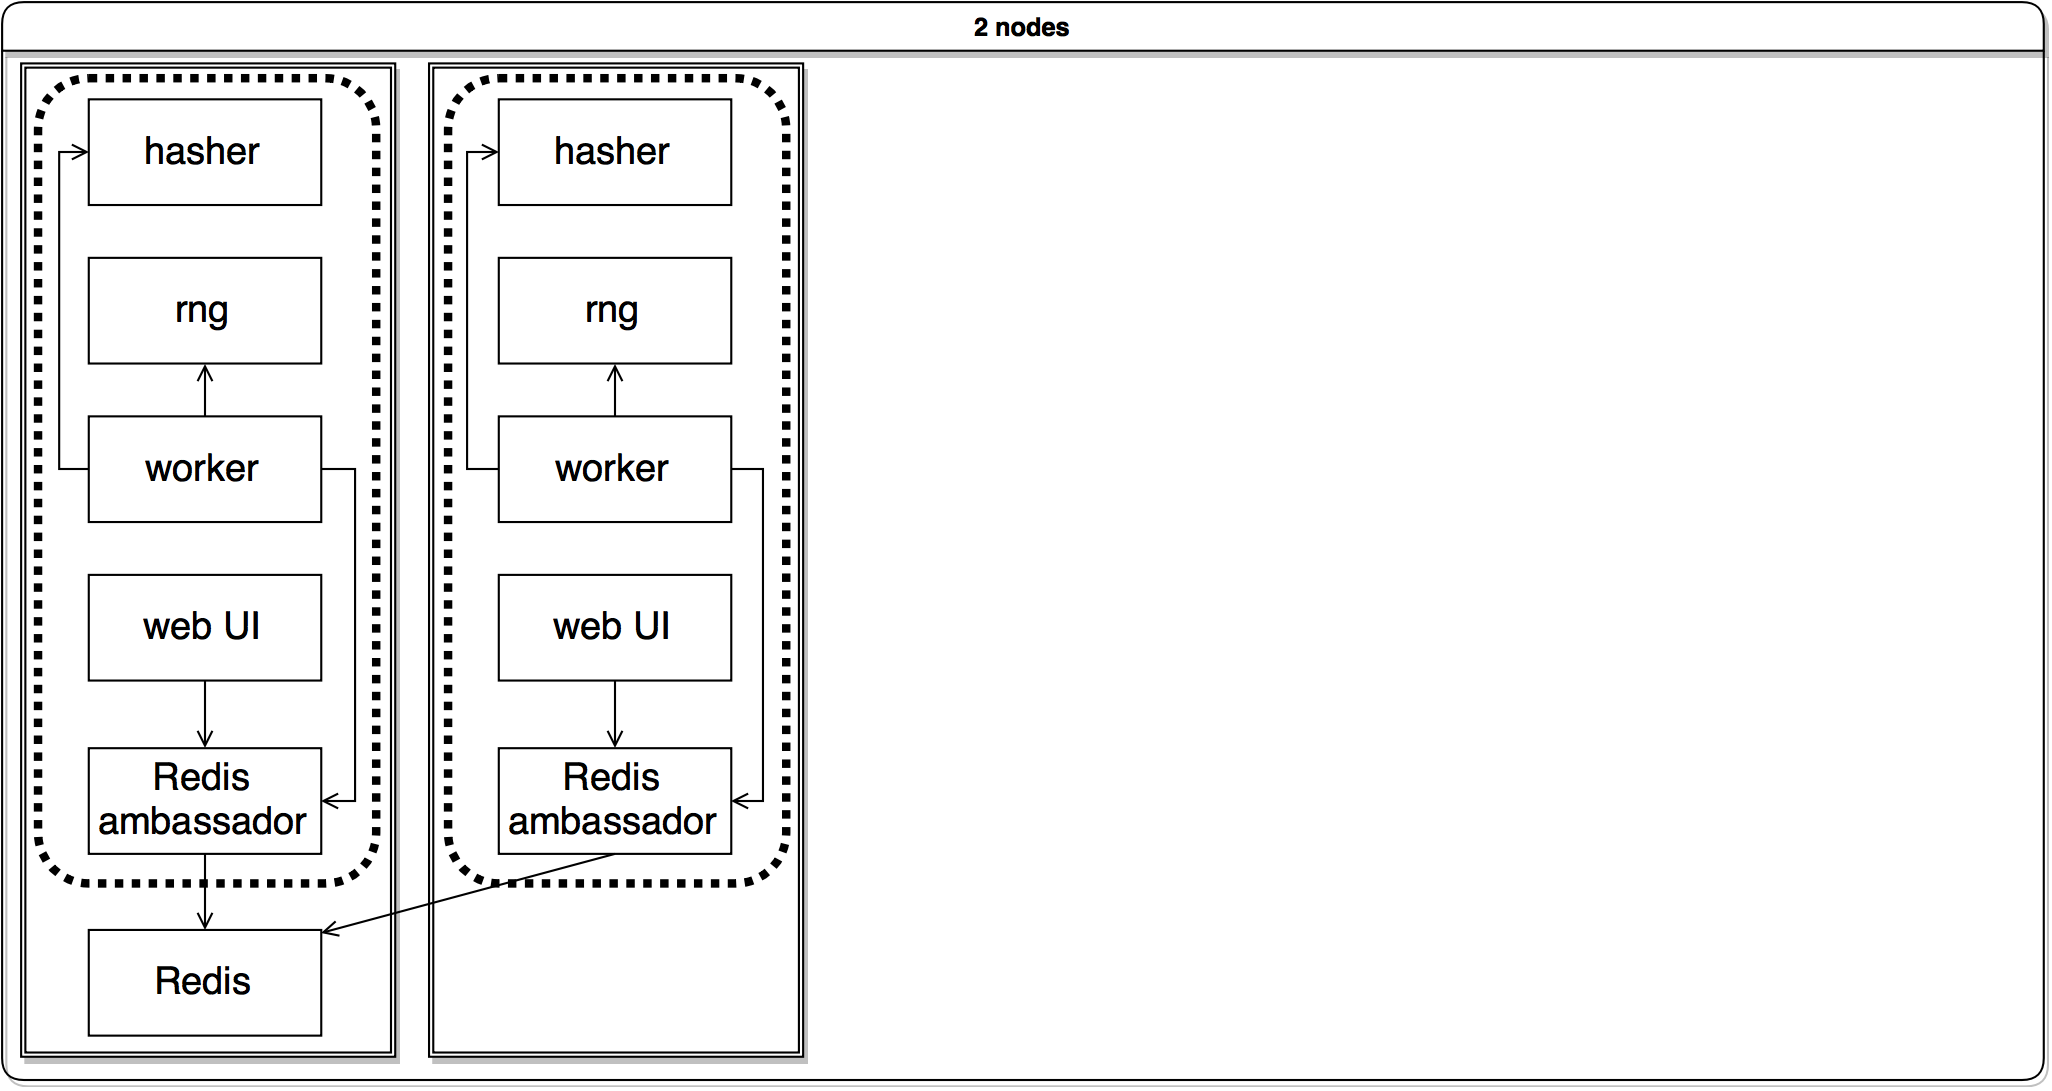 2 nodes
hasher
rng
worker
web UI
Redis
ambassador
Redis
hasher
rng
worker
web UI
Redis
ambassador